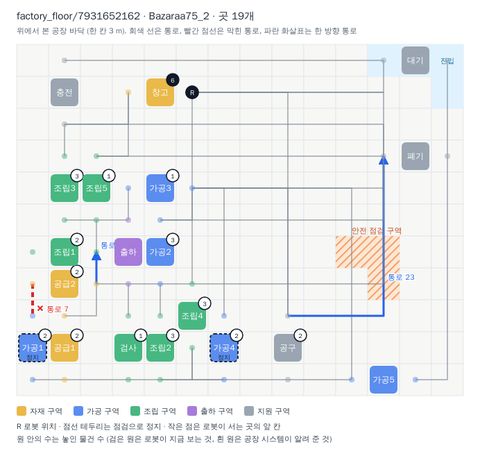 factory_floor/7931652162 · Bazaraa75_2 · 곳 19개
위에서 본 공장 바닥 (한 칸 3 m). 회색 선은 통로, 빨간 점선은 막힌 통로, 파란 화살표는 한 방향 통로
대기
진입
충전
창고
6
R
폐기
조립3
3
조립5
1
가공3
1
안전 점검 구역
조립1
2
통로
출하
가공2
3
공급2
2
통로 23
통로 7
조립4
3
가공1
2
정지
공급1
2
검사
1
조립2
3
가공4
2
정지
공구
2
가공5
자재 구역
가공 구역
조립 구역
출하 구역
지원 구역
R 로봇 위치 · 점선 테두리는 점검으로 정지 · 작은 점은 로봇이 서는 곳의 앞 칸
원 안의 수는 놓인 물건 수 (검은 원은 로봇이 지금 보는 것, 흰 원은 공장 시스템이 알려 준 것)